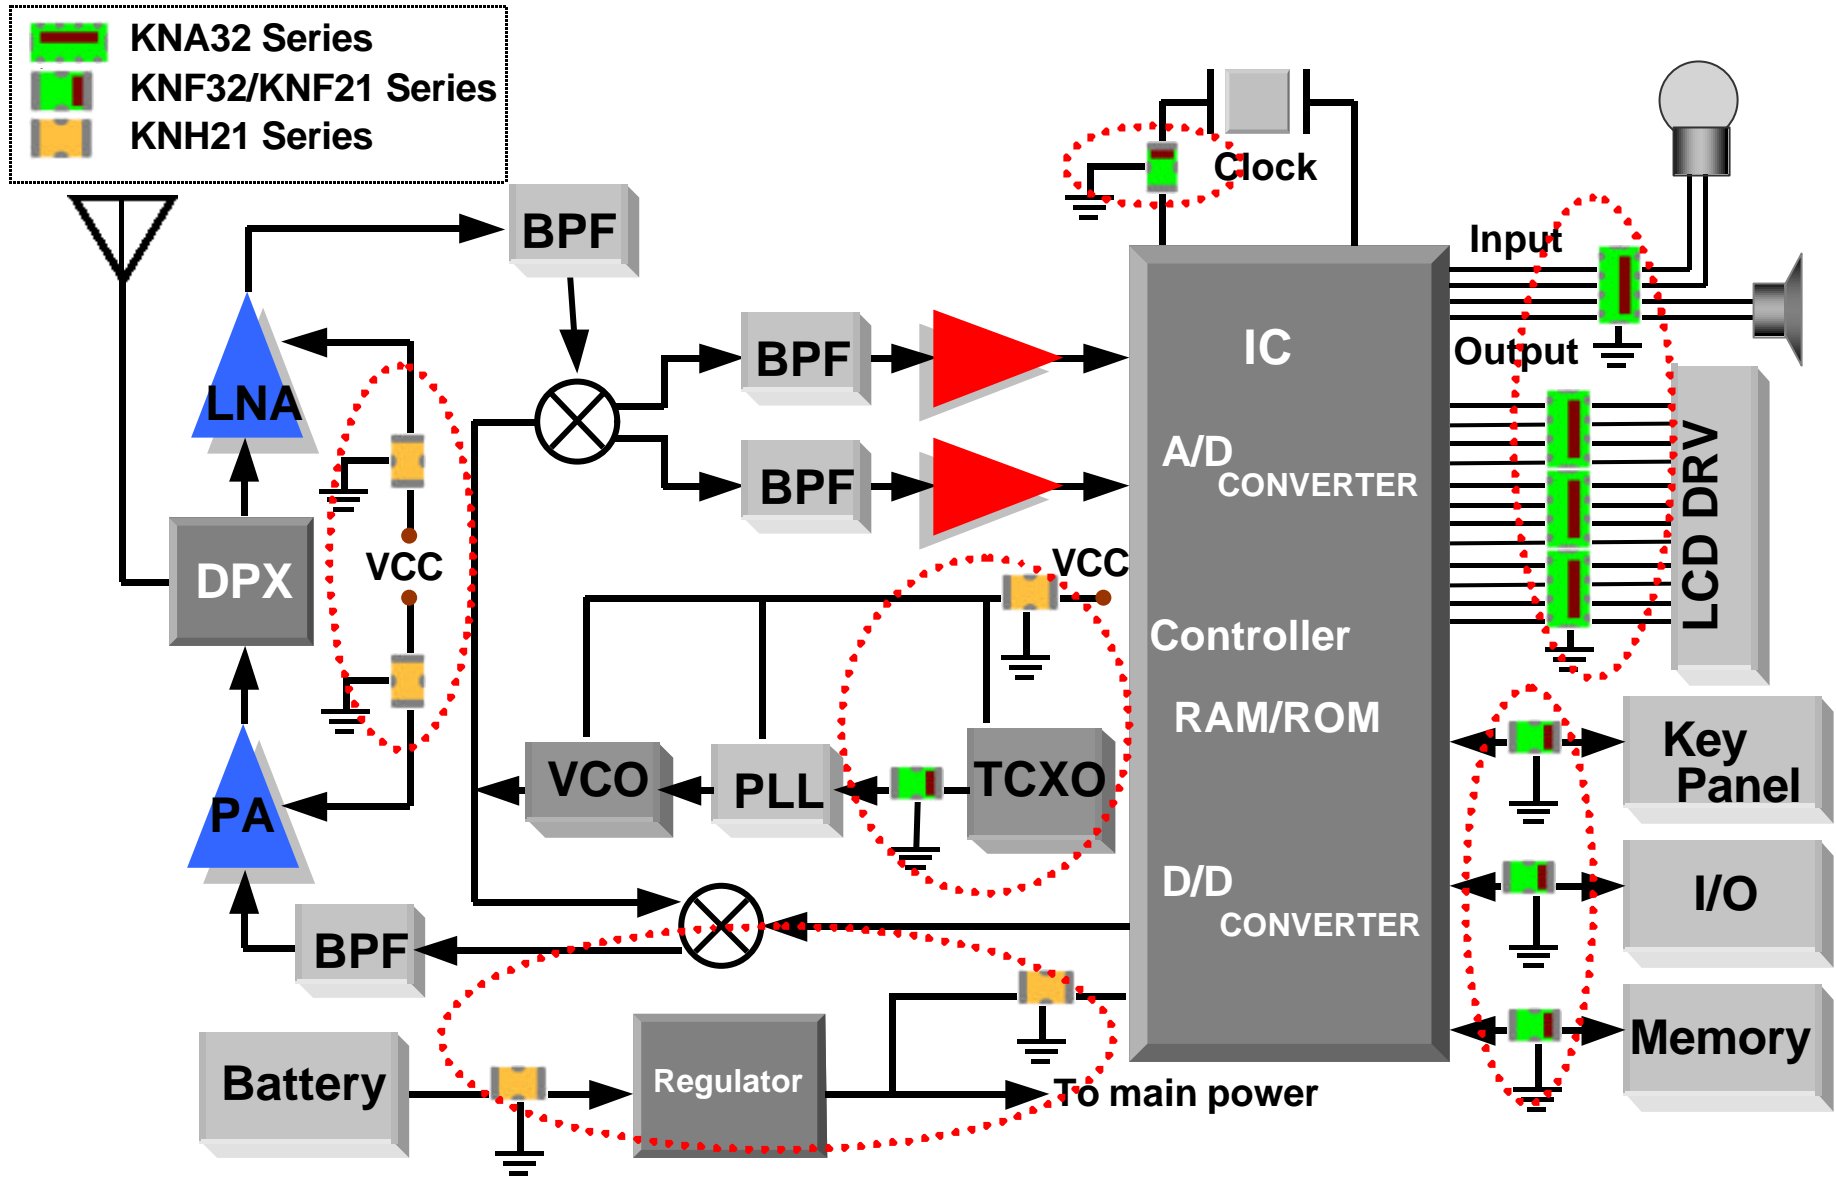 KNA32 Series
KNF32/KNF21 Series
KNH21 Series
BPF
Clock
Input
Output
LNA
BPF
BPF
IC
A/D
CONVERTER
LCD DRV
DPX
VCC
VCC
Controller
RAM/ROM
Key
Panel
PA
VCO
PLL
TCXO
D/D
CONVERTER
I/O
BPF
Battery
Regulator
To main power
Memory